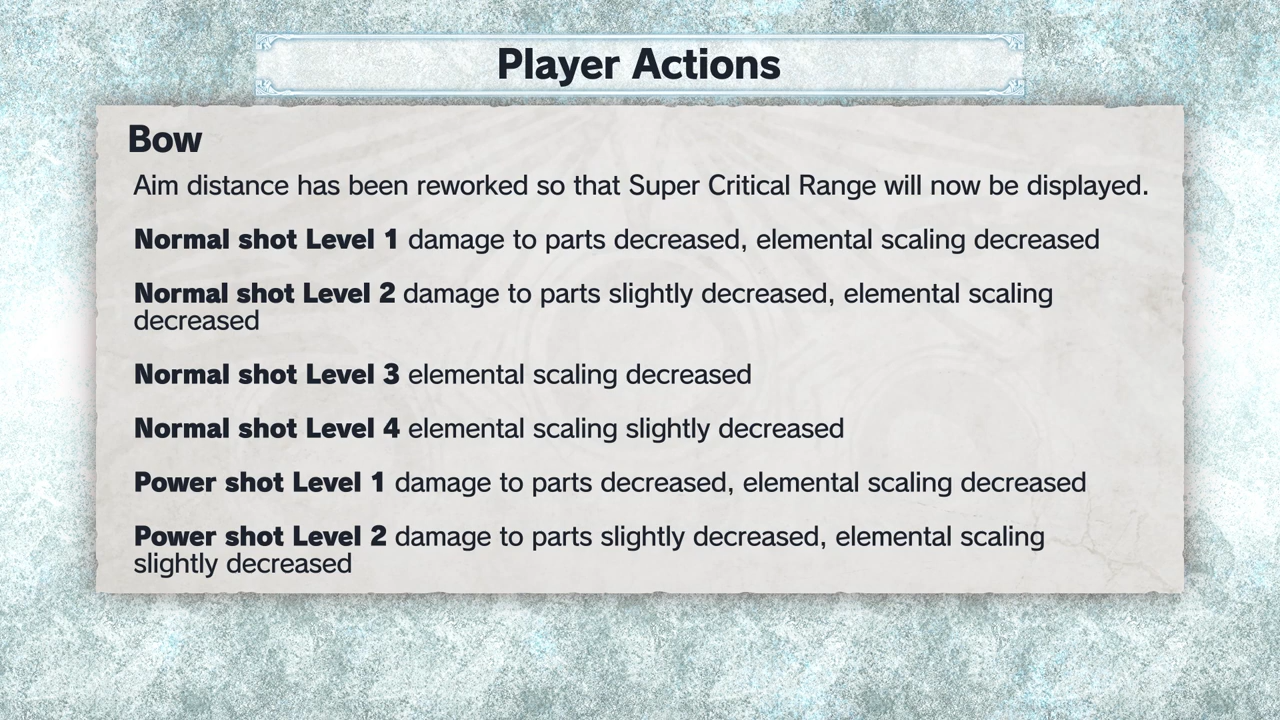 Player Actions
Bow
Aim distance has been reworked so that Super Critical Range will now be displayed.
Normal shot Level 1 damage to parts decreased, elemental scaling decreased
Normal shot Level 2 damage to parts slightly decreased, elemental scaling
decreased
Normal shot Level 3 elemental scaling decreased
Normal shot Level 4 elemental scaling slightly decreased
Power shot Level 1 damage to parts decreased, elemental scaling decreased
Power shot Level 2 damage to parts slightly decreased, elemental scaling
slightly decreased